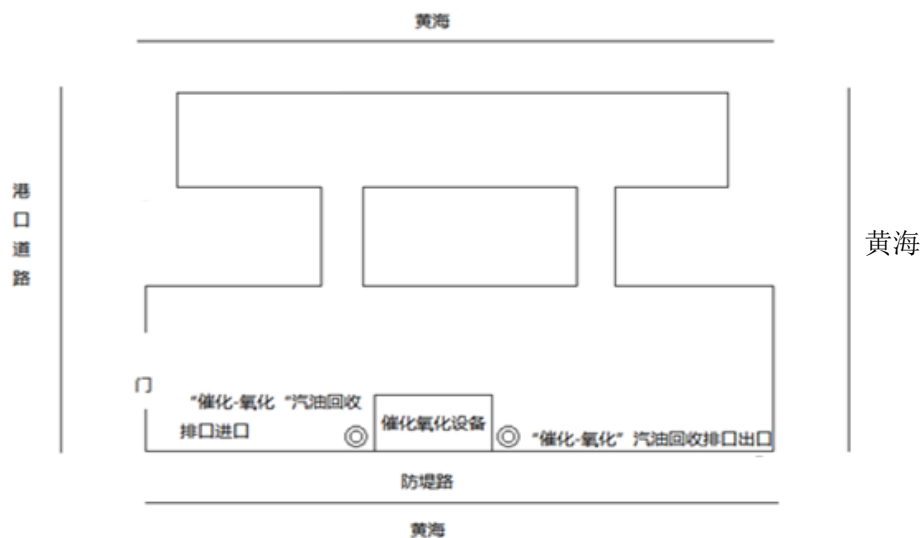 黄海
港口道路
黄海
门
“催化-氧化 “汽油回收
排口进口
催化氧化设备
“催化-氧化” 汽油回收排口出口
防堤路
黄海